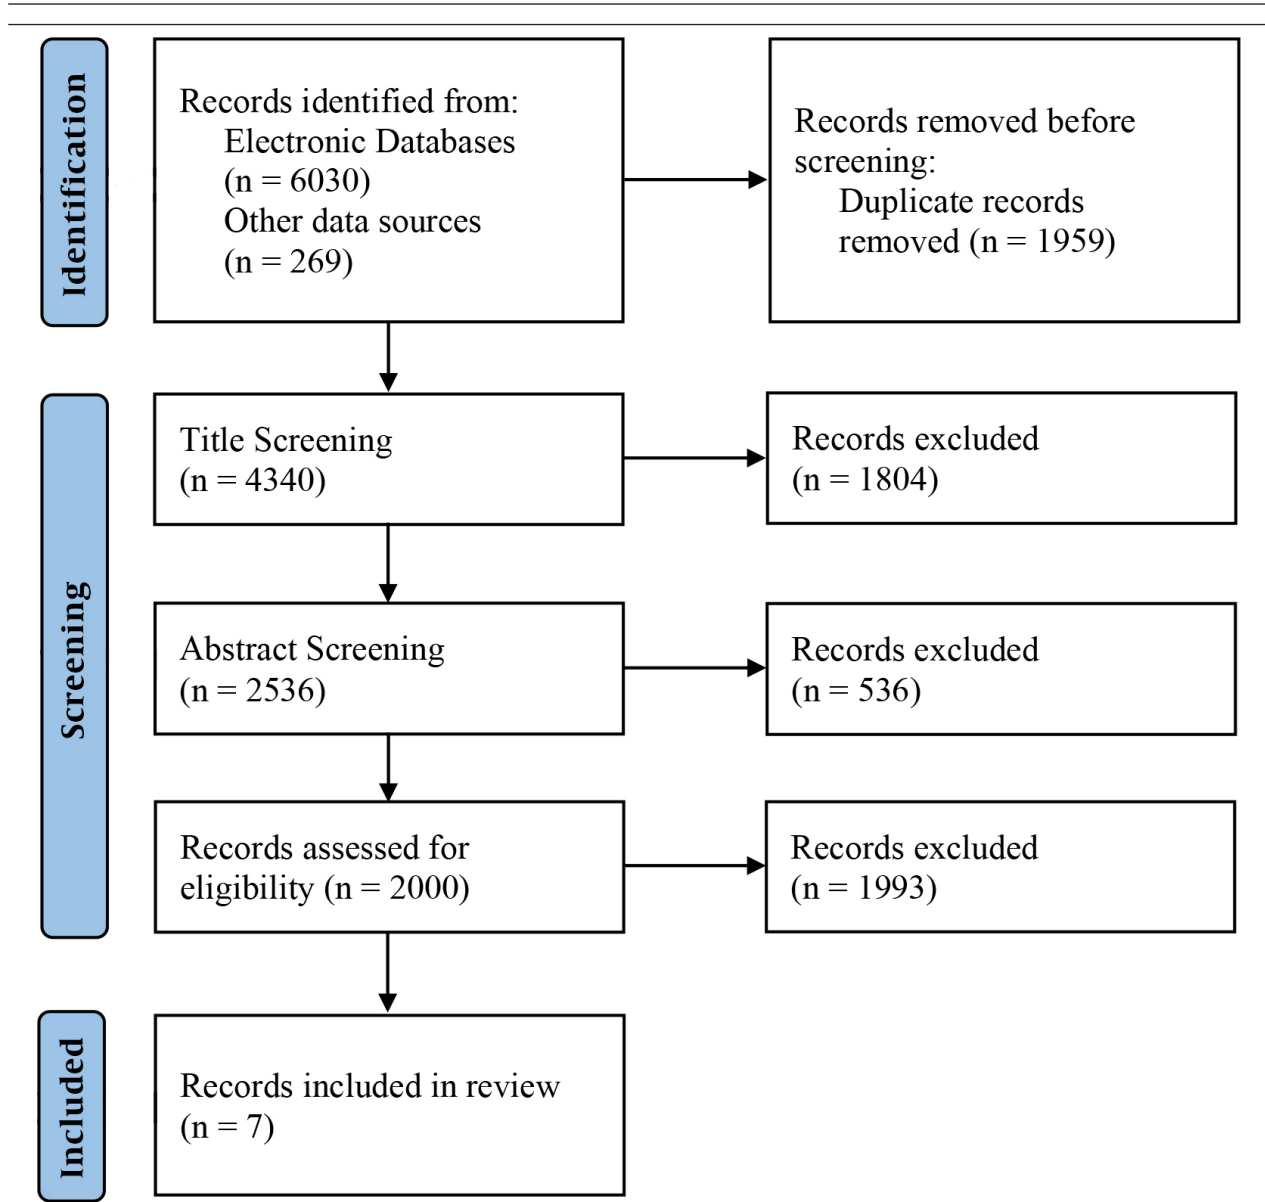 Identification
Records identified from:
Electronic Databases
(n = 6030)
Other data sources
(n = 269)
Records removed before
screening:
Duplicate records
removed (n = 1959)
Screening
Title Screening
(n = 4340)
Records excluded
(n = 1804)
Abstract Screening
(n = 2536)
Records excluded
(n = 536)
Records assessed for
eligibility (n = 2000)
Records excluded
(n = 1993)
Included
Records included in review
(n = 7)